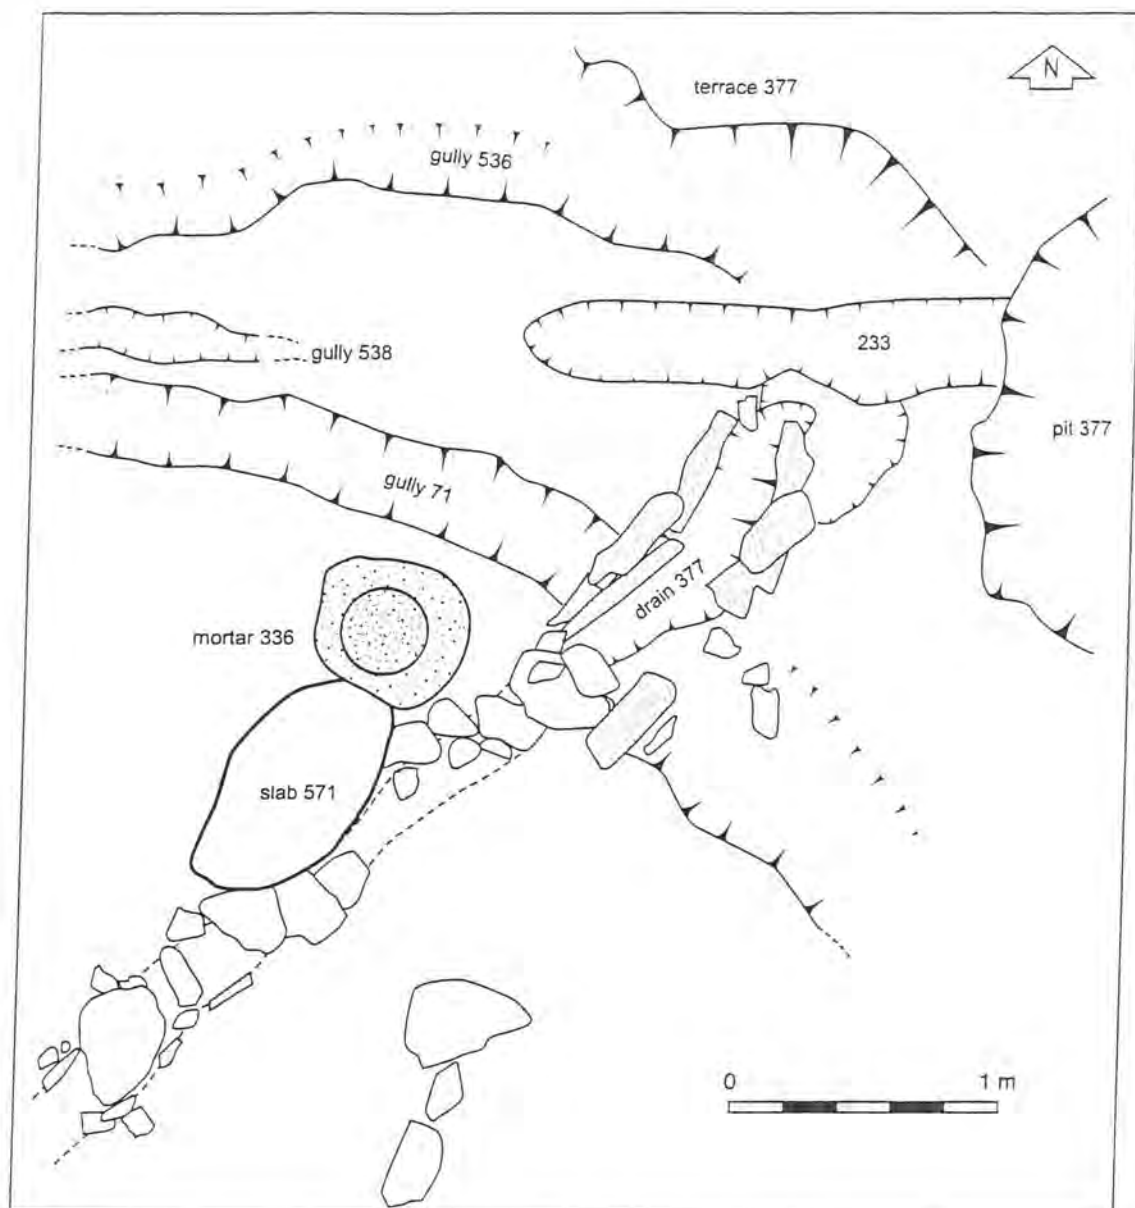 N
terrace 377
gully 536
gully 538
233
pit 377
gully 71
drain 377
mortar 336
slab 571
0 1 m